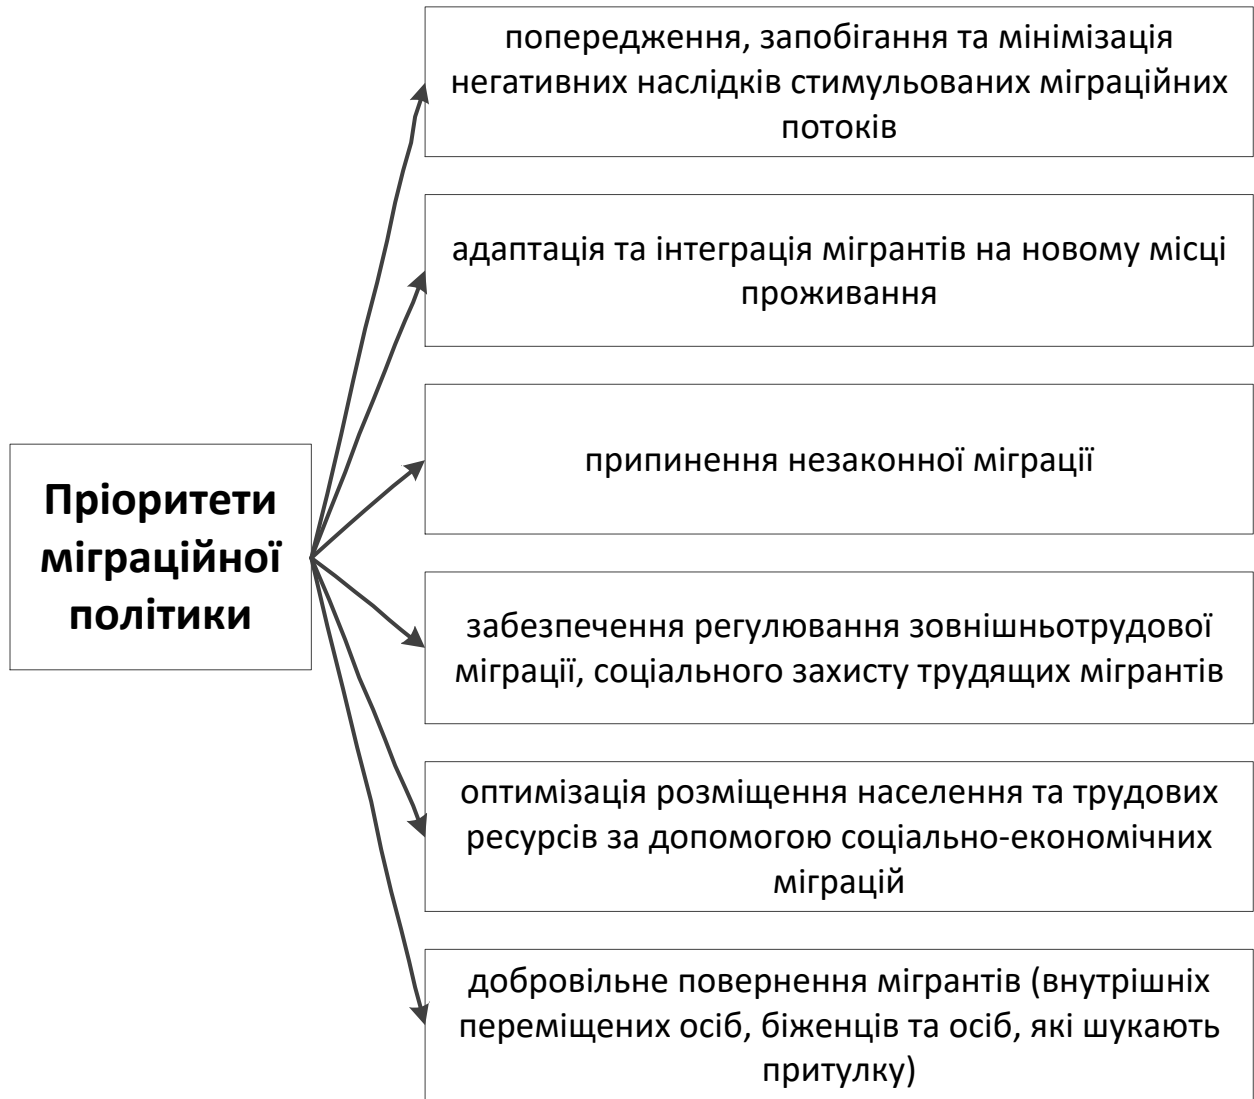 попередження, запобігання та мінімізація
негативних наслідків стимульованих міграційних
потоків
адаптація та інтеграція мігрантів на новому місці
проживання
припинення незаконної міграції
Пріоритети
міграційної
політики
забезпечення регулювання зовнішньотрудової
міграції, соціального захисту трудящих мігрантів
оптимізація розміщення населення та трудових
ресурсів за допомогою соціально-економічних
міграцій
добровільне повернення мігрантів (внутрішніх
переміщених осіб, біженців та осіб, які шукають
притулку)